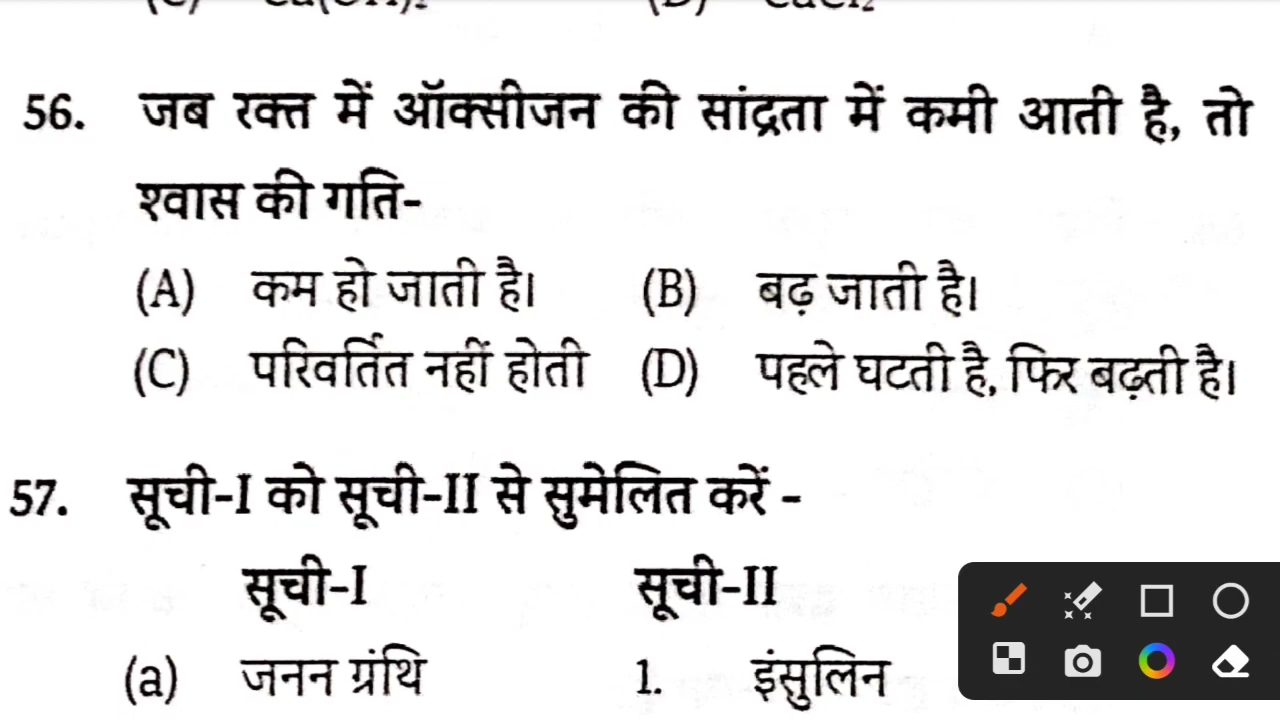 56. जब रक्त में ऑक्सीजन की सांद्रता में कमी आती है, तो
श्वास की गति-
(A) कम हो जाती है। (B) बढ़ जाती है।
(C) परिवर्तित नहीं होती (D) पहले घटती है, फिर बढ़ती है।
57. सूची-I को सूची-II से सुमेलित करें -
सूची-I सूची-II
(a) जनन ग्रंथि 1. इंसुलिन